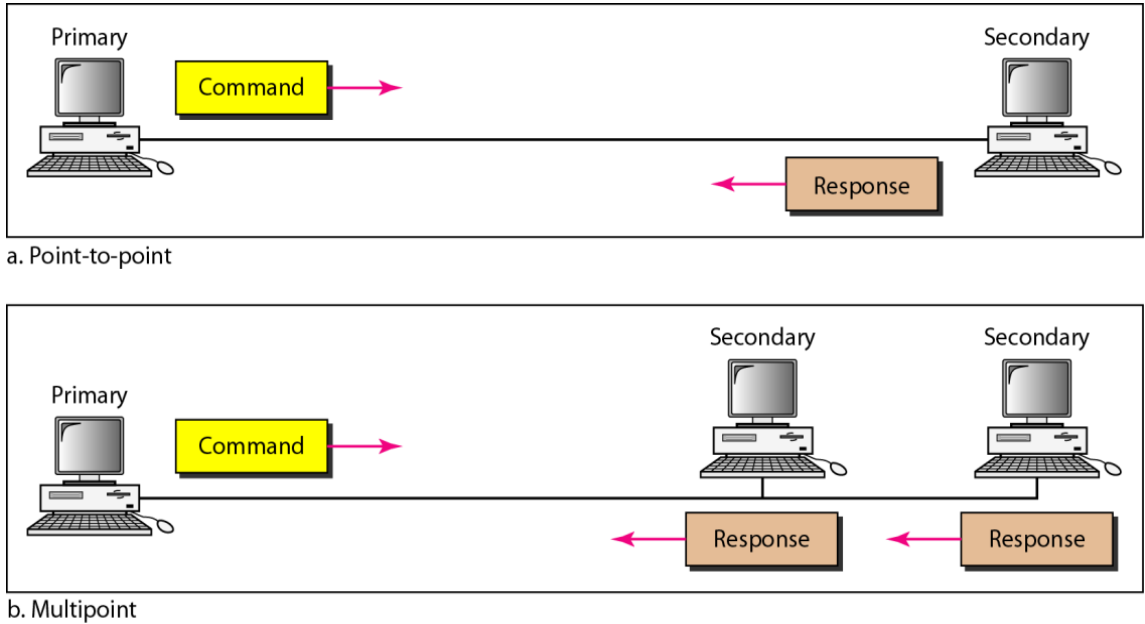 Primary
Secondary
Command
Response
a. Point-to-point
Secondary
Secondary
Primary
Command
Response
Response
b. Multipoint